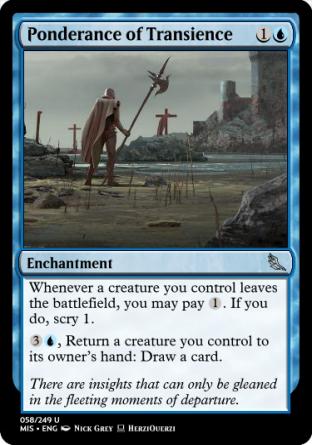 Ponderance of Transience 1U
Enchantment
Whenever a creature you control leaves
the battlefield, you may pay 1. If you
do, scry 1.
3U, Return a creature you control to
its owner's hand: Draw a card.
There are insights that can only be gleaned
in the fleeting moments of departure.
058/249 U
MIS • ENG Nick Grey HerziQuerzi